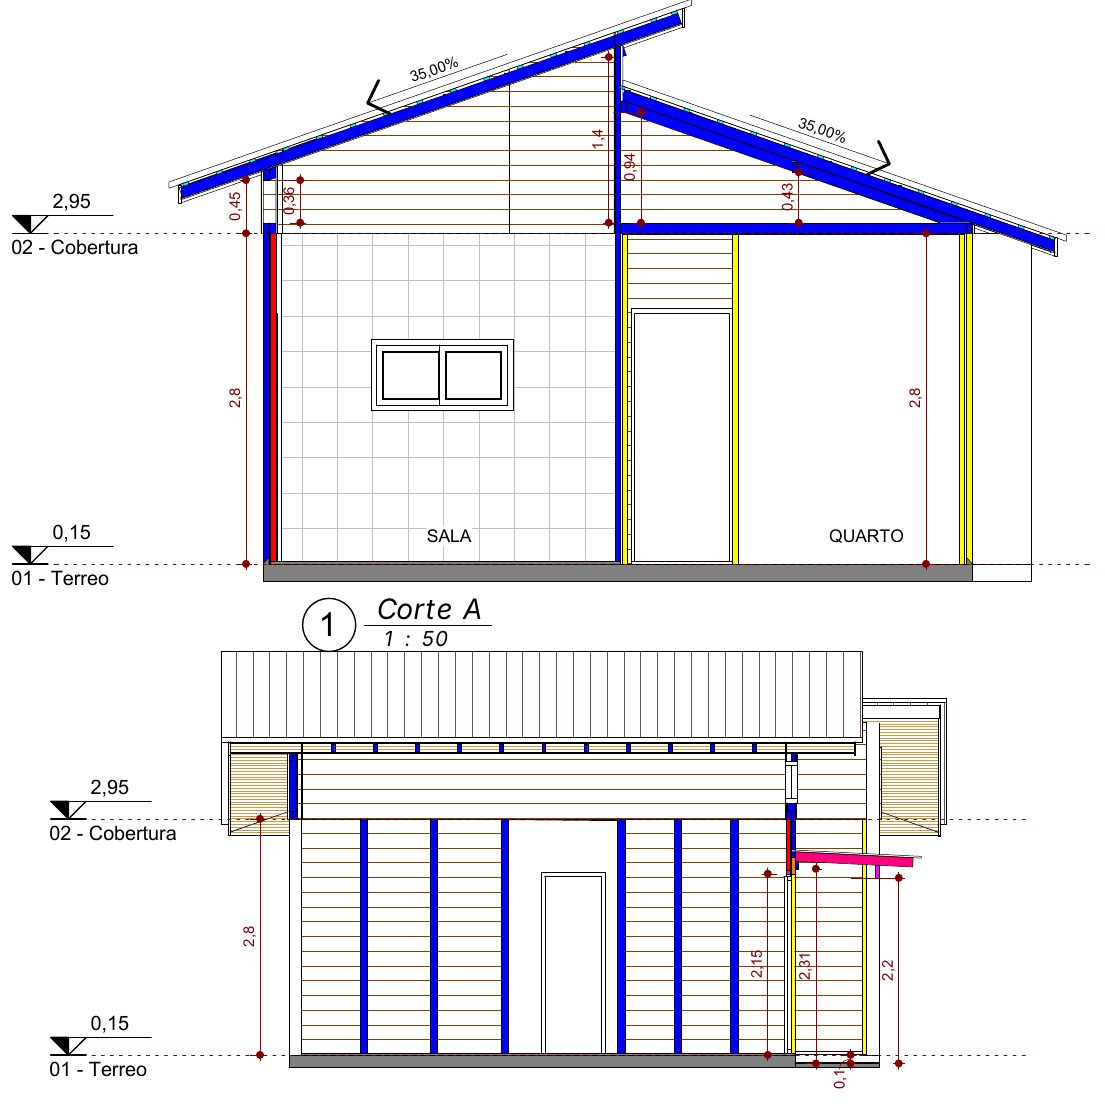 35,00%
35,00%
1,4
0,94
0,43
0,36
0,45
2,95
02 - Cobertura
2,8
2,8
SALA
QUARTO
0,15
01 - Terreo
1
Corte A
1 : 50
2,95
02 - Cobertura
2,8
2,15
2,31
2,2
0,15
01 - Terreo